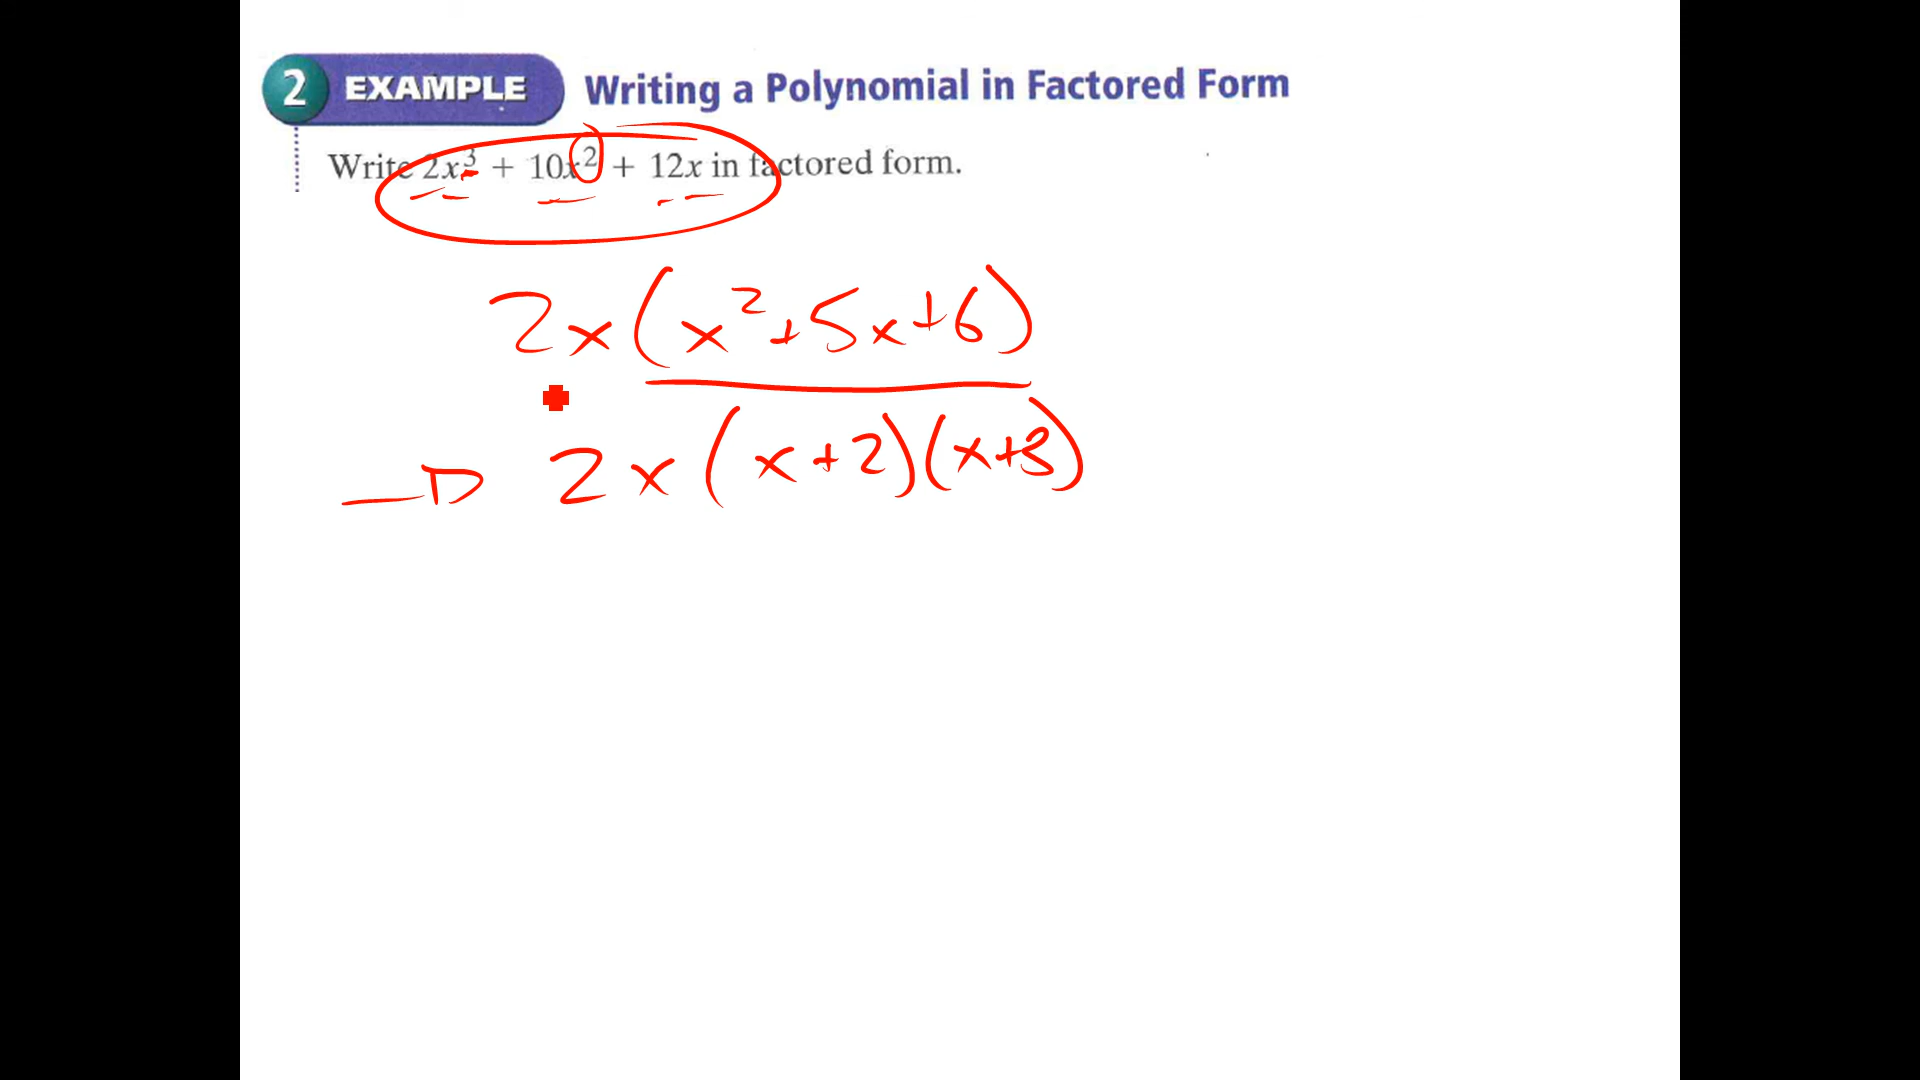 2 EXAMPLE Writing a Polynomial in Factored Form
Write 2x³ + 10x² + 12x in factored form.
2x(x²+5x+6)
→ 2x(x+2)(x+3)